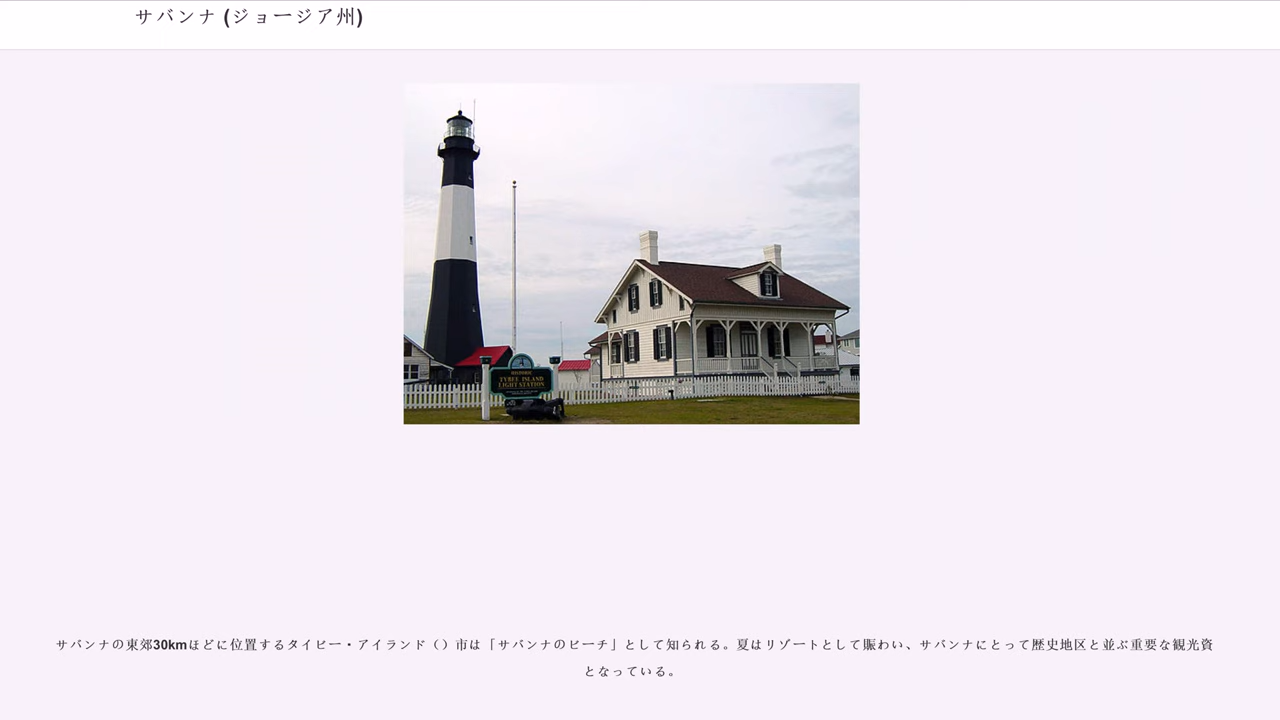 サバンナ (ジョージア州)
HISTORIC
TYBEE ISLAND
LIGHT STATION
サバンナの東郊30kmほどに位置するタイビー・アイランド（）市は「サバンナのビーチ」として知られる。夏はリゾートとして賑わい、サバンナにとって歴史地区と並ぶ重要な観光資
となっている。